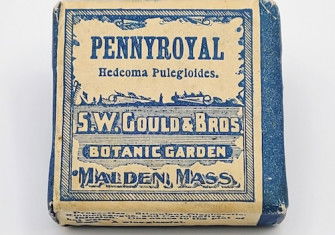 PENNYROYAL
Hedeoma Pulegioides.
S.W. GOULD & BROS.
BOTANIC GARDEN
MALDEN, MASS.